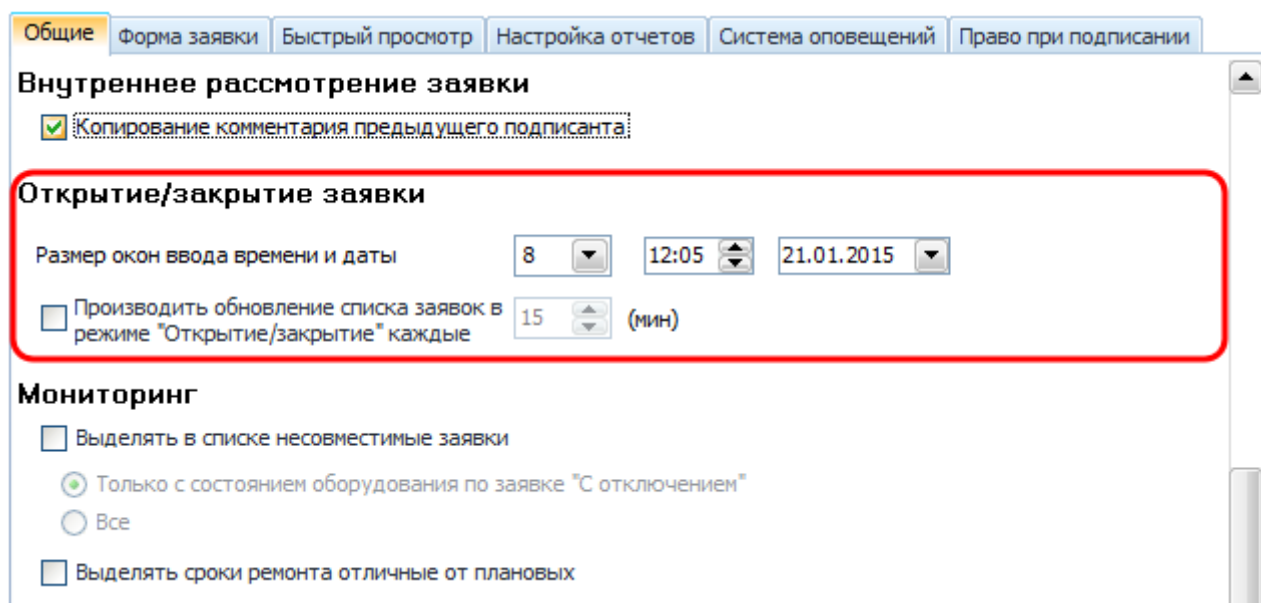 Общие Форма заявки Быстрый просмотр Настройка отчетов Система оповещений Право при подписании
Внутреннее рассмотрение заявки
Копирование комментария предыдущего подписанта
Открытие/закрытие заявки
Размер окон ввода времени и даты 8 12:05 21.01.2015
Производить обновление списка заявок в
режиме "Открытие/закрытие" каждые 15 (мин)
Мониторинг
Выделять в списке несовместимые заявки
Только с состоянием оборудования по заявке "С отключением"
Все
Выделять сроки ремонта отличные от плановых